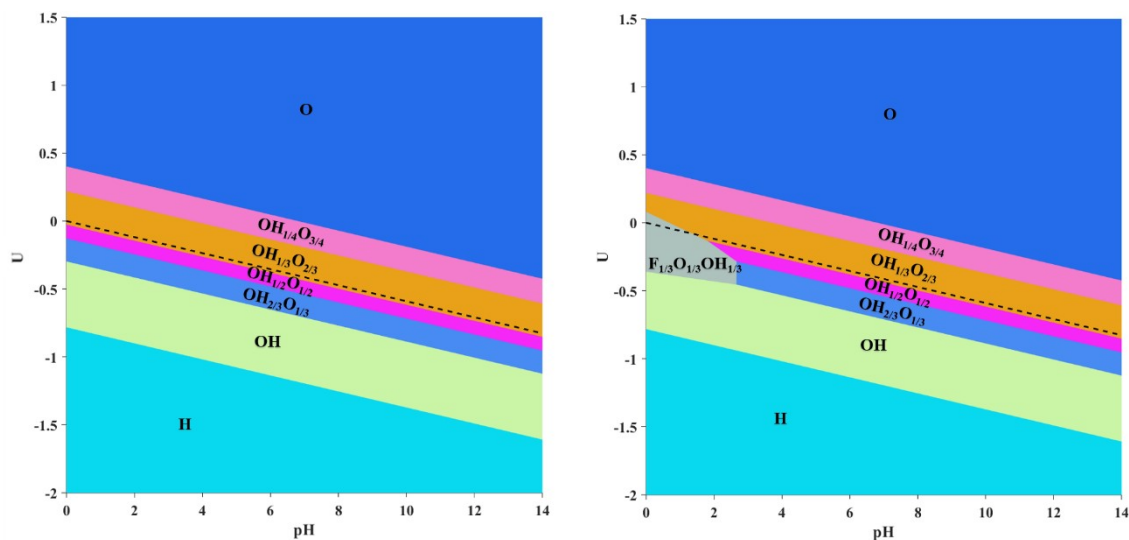 1.5
1
0.5
0
-0.5
-1
-1.5
-2
U
O
OH1/4O3/4
OH1/3O2/3
OH1/2O1/2
OH2/3O1/3
OH
H
0 2 4 6 8 10 12 14
pH
1.5
1
0.5
0
-0.5
-1
-1.5
-2
U
O
OH1/4O3/4
OH1/3O2/3
F1/3O1/3OH1/3
OH1/2O1/2
OH2/3O1/3
OH
H
0 2 4 6 8 10 12 14
pH